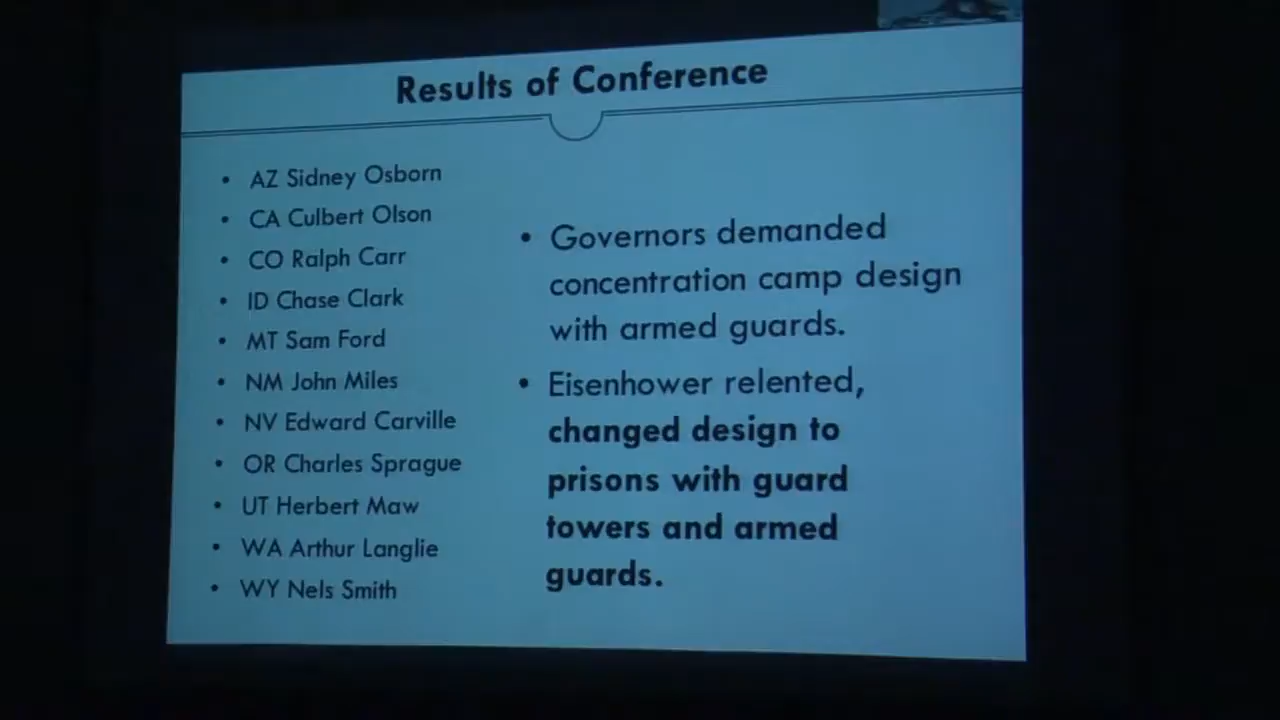 Results of Conference
• AZ Sidney Osborn
• CA Culbert Olson
• CO Ralph Carr
• ID Chase Clark
• MT Sam Ford
• NM John Miles
• NV Edward Carville
• OR Charles Sprague
• UT Herbert Maw
• WA Arthur Langlie
• WY Nels Smith
• Governors demanded
concentration camp design
with armed guards.
• Eisenhower relented,
changed design to
prisons with guard
towers and armed
guards.